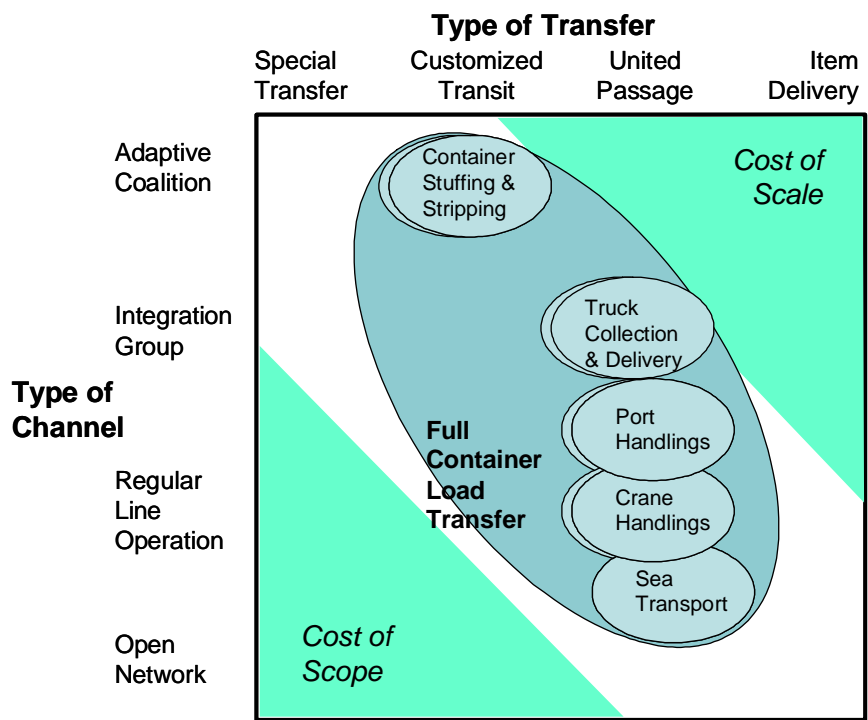 Type of Transfer
Special
Transfer
Customized
Transit
United
Passage
Item
Delivery
Adaptive
Coalition
Container
Stuffing &
Stripping
Cost of
Scale
Integration
Group
Truck
Collection
& Delivery
Type of
Channel
Full
Container
Load
Transfer
Port
Handlings
Regular
Line
Operation
Crane
Handlings
Sea
Transport
Open
Network
Cost of
Scope